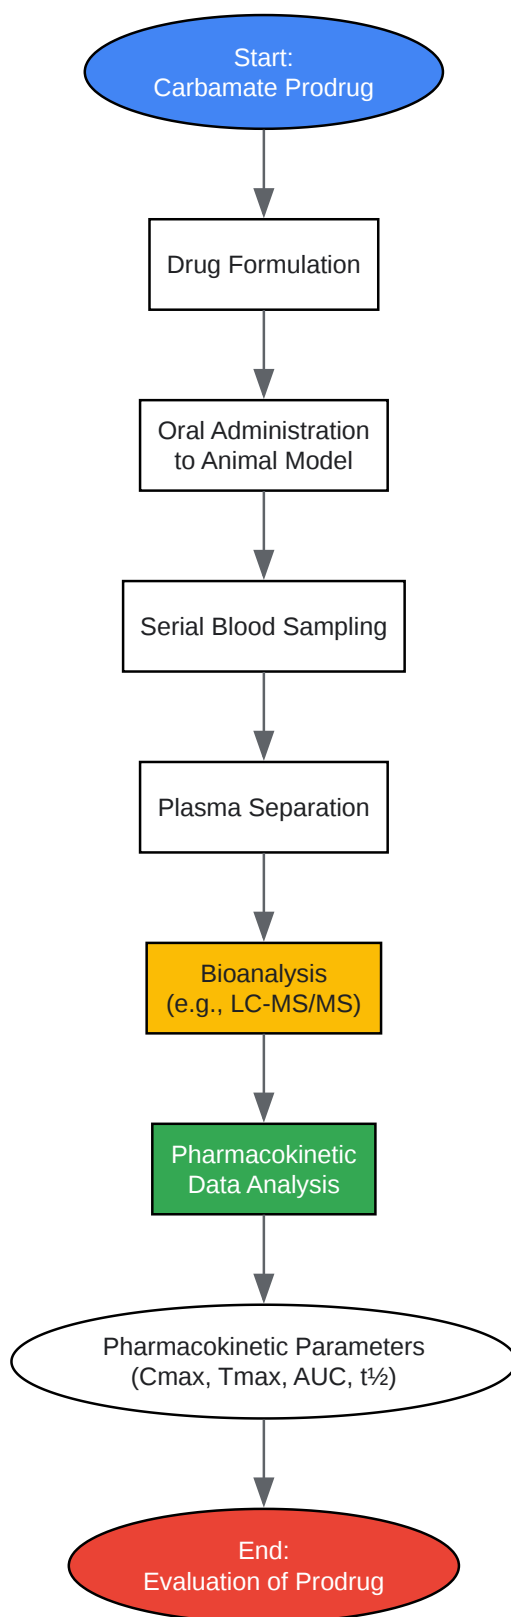 Start:
Carbamate Prodrug
Drug Formulation
Oral Administration
to Animal Model
Serial Blood Sampling
Plasma Separation
Bioanalysis
(e.g., LC-MS/MS)
Pharmacokinetic
Data Analysis
Pharmacokinetic Parameters
(Cmax, Tmax, AUC, t½)
End:
Evaluation of Prodrug